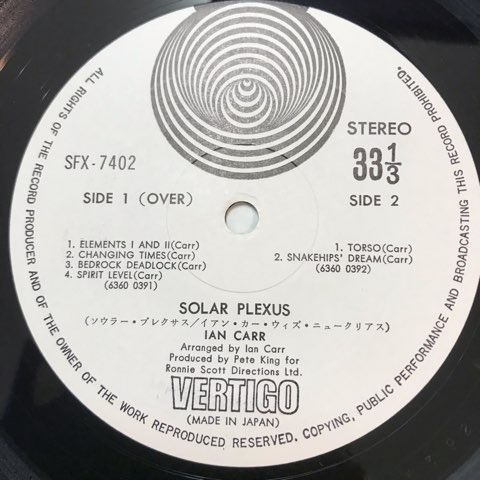 ALL RIGHTS OF THE RECORD PRODUCER AND OF THE OWNER OF THE WORK REPRODUCED RESERVED. COPYING, PUBLIC PERFORMANCE AND BROADCASTING THIS RECORD PROHIBITED.
STEREO
SFX-7402
33 1/3
SIDE 1 (OVER)
SIDE 2
1. ELEMENTS I AND II(Carr)
2. CHANGING TIMES(Carr)
3. BEDROCK DEADLOCK(Carr)
4. SPIRIT LEVEL(Carr)
(6360 0391)
1. TORSO(Carr)
2. SNAKEHIPS' DREAM(Carr)
(6360 0392)
SOLAR PLEXUS
(ソウラー・プレクサス/イアン・カー・ウィズ・ニュークリアス)
IAN CARR
Arranged by Ian Carr
Produced by Pete King for
Ronnie Scott Directions Ltd.
VERTIGO
(MADE IN JAPAN)